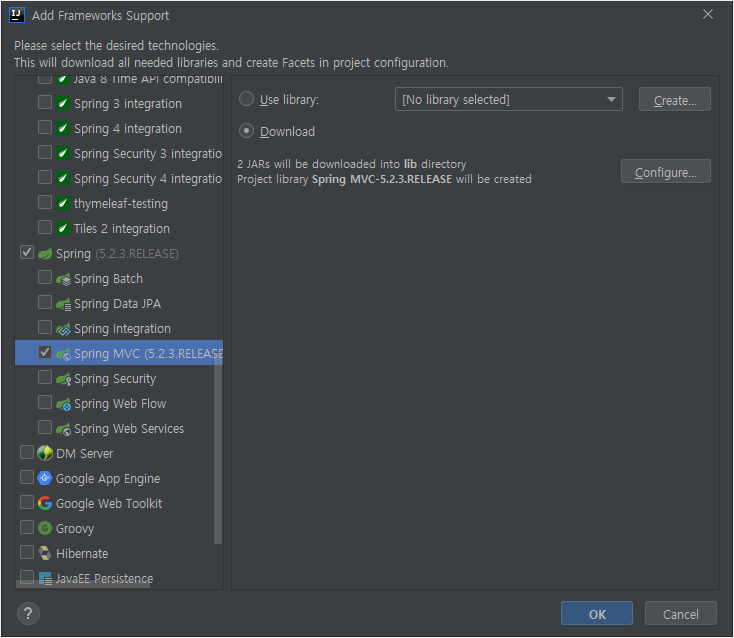 Add Frameworks Support
Please select the desired technologies.
This will download all needed libraries and create Facets in project configuration.
Java 8 Time API compatibili
Spring 3 integration
Spring 4 integration
Spring Security 3 integratio
Spring Security 4 integratio
thymeleaf-testing
Tiles 2 integration
Spring (5.2.3.RELEASE)
Spring Batch
Spring Data JPA
Spring Integration
Spring MVC (5.2.3.RELEASE
Spring Security
Spring Web Flow
Spring Web Services
DM Server
Google App Engine
Google Web Toolkit
Groovy
Hibernate
JavaEE Persistence
Use library:
[No library selected]
Create...
Download
2 JARs will be downloaded into lib directory
Project library Spring MVC-5.2.3.RELEASE will be created
Configure...
?
OK
Cancel